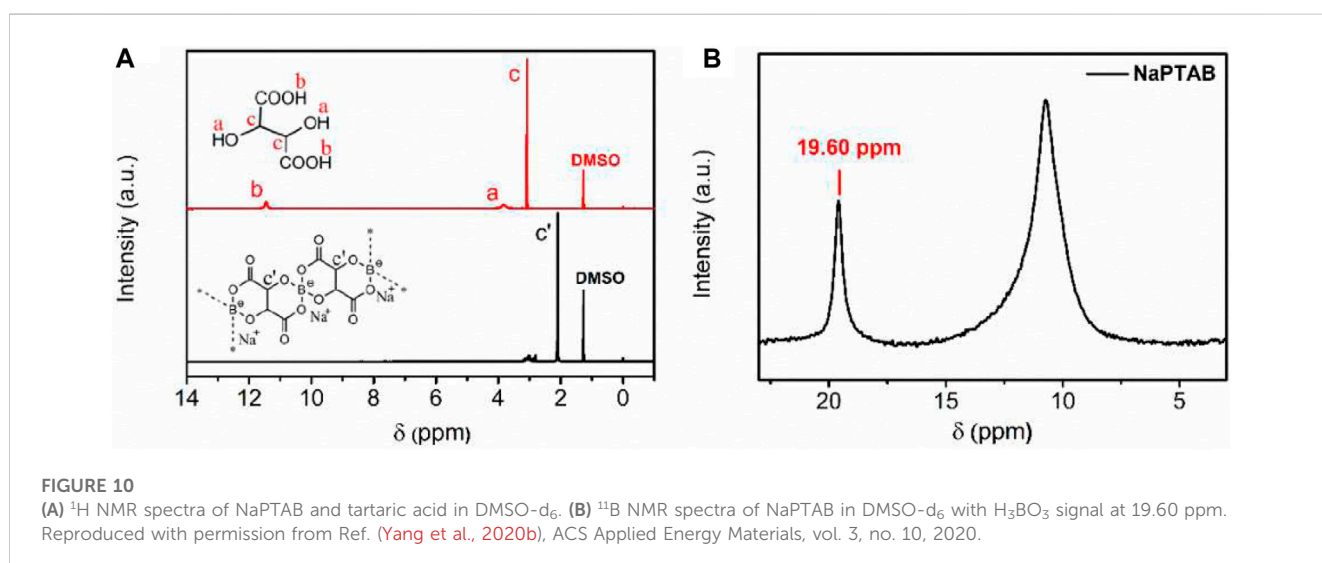 A
B
COOH
b
a
OH
c
a
HO
c
COOH
b
b
a
c
DMSO
c'
DMSO
O
O
c'
O
O
B
⊖
O
O
O
O
c'
O
B
⊖
O
O
O
B
⊖
O
Na+
Na+
Na+
*
*
*
*
Intensity (a.u.)
Intensity (a.u.)
14 12 10 8 6 4 2 0
δ (ppm)
NaPTAB
19.60 ppm
Intensity (a.u.)
20 15 10 5
δ (ppm)
FIGURE 10
(A) ¹H NMR spectra of NaPTAB and tartaric acid in DMSO-d₆. (B) ¹¹B NMR spectra of NaPTAB in DMSO-d₆ with H₃BO₃ signal at 19.60 ppm.
Reproduced with permission from Ref. (Yang et al., 2020b), ACS Applied Energy Materials, vol. 3, no. 10, 2020.